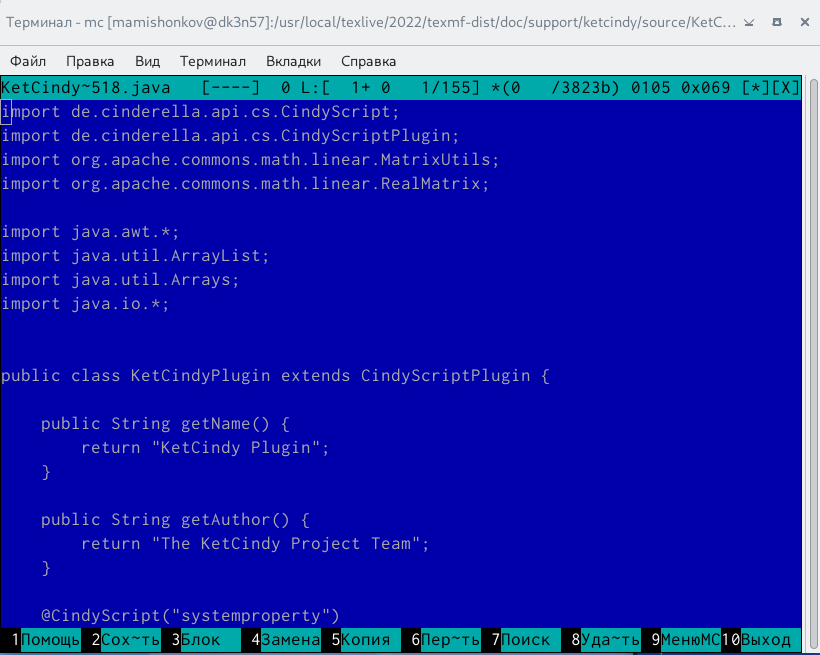 Терминал - mc [mamishonkov@dk3n57]:/usr/local/texlive/2022/texmf-dist/doc/support/ketcindy/source/KetC...
Файл Правка Вид Терминал Вкладки Справка
KetCindy~518.java [----] 0 L:[ 1+ 0 1/155] *(0 /3823b) 0105 0x069 [*][X]
import de.cinderella.api.cs.CindyScript;
import de.cinderella.api.cs.CindyScriptPlugin;
import org.apache.commons.math.linear.MatrixUtils;
import org.apache.commons.math.linear.RealMatrix;
import java.awt.*;
import java.util.ArrayList;
import java.util.Arrays;
import java.io.*;
public class KetCindyPlugin extends CindyScriptPlugin {
public String getName() {
return "KetCindy Plugin";
}
public String getAuthor() {
return "The KetCindy Project Team";
}
@CindyScript("systemproperty")
1Помощь 2Сох~ть 3Блок 4Замена 5Копия 6Пер~ть 7Поиск 8Уда~ть 9МенюMC 10Выход